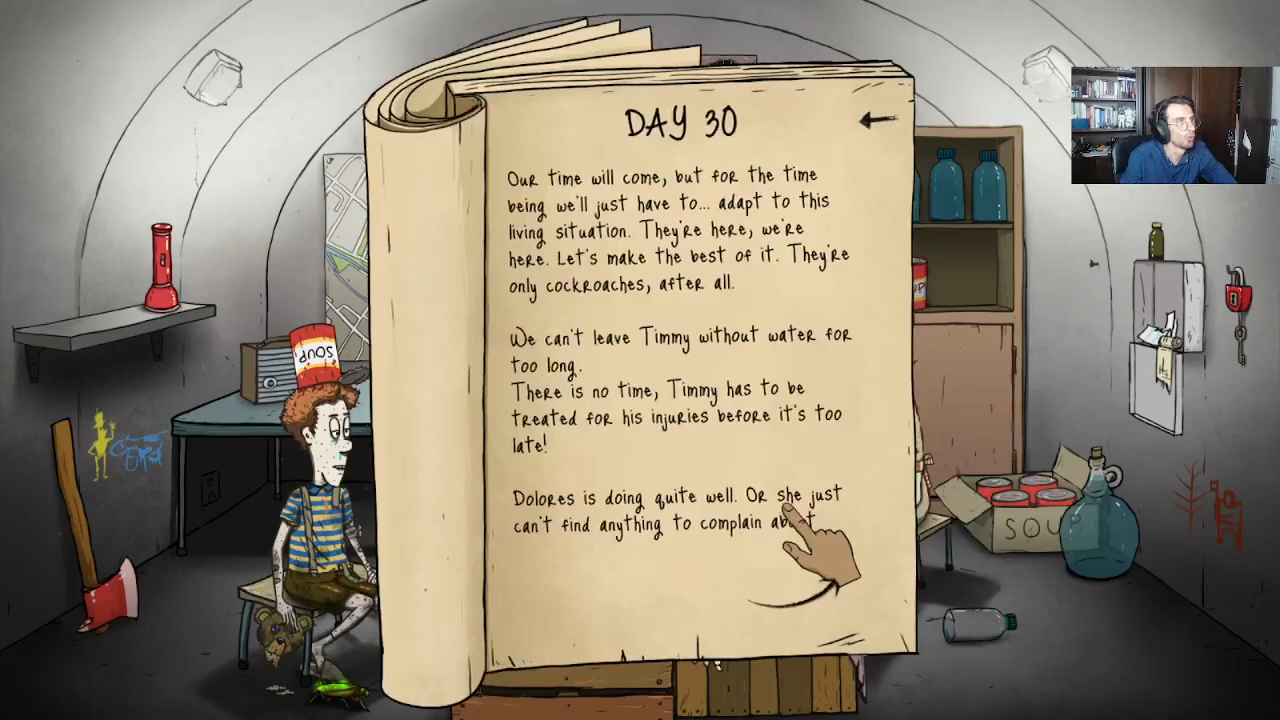 DAY 30
Our time will come, but for the time
being we'll just have to... adapt to this
living situation. They're here, we're
here. Let's make the best of it. They're
only cockroaches, after all.
We can't leave Timmy without water for
too long.
There is no time, Timmy has to be
treated for his injuries before it's too
late!
Dolores is doing quite well. Or she just
can't find anything to complain
SOUP
SOU